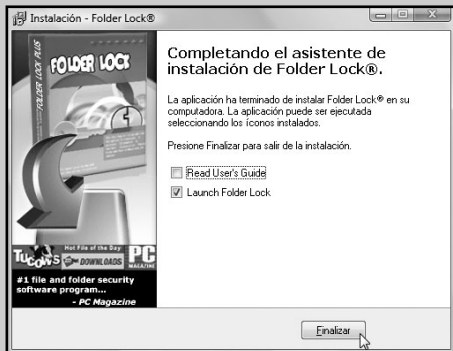 Instalación - Folder Lock®
FOLDER LOCK PLUS
FOLDER LOCK
Completando el asistente de
instalación de Folder Lock®.
La aplicación ha terminado de instalar Folder Lock® en su
computadora. La aplicación puede ser ejecutada
seleccionando los íconos instalados.
Presione Finalizar para salir de la instalación.
Read User's Guide
Launch Folder Lock
Hot File of the Day
TUCOWS
DOWNLOADS
PC
MAGAZINE
#1 file and folder security
software program...
- PC Magazine
Finalizar